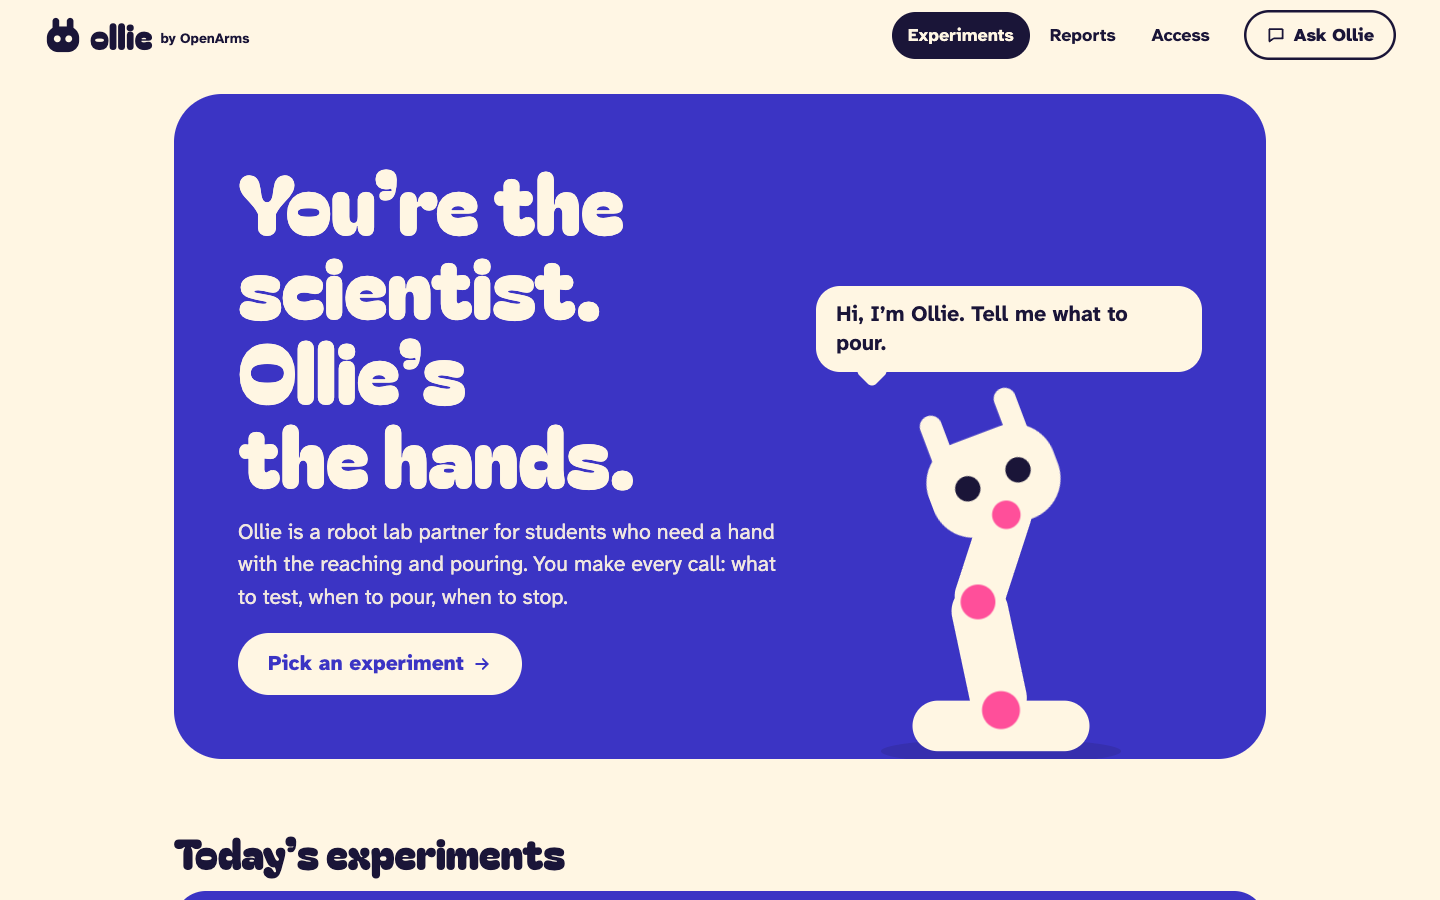 ollie by OpenArms
Experiments
Reports
Access
Ask Ollie
You’re the
scientist.
Ollie’s
the hands.
Hi, I’m Ollie. Tell me what to
pour.
Ollie is a robot lab partner for students who need a hand
with the reaching and pouring. You make every call: what
to test, when to pour, when to stop.
Pick an experiment →
Today’s experiments